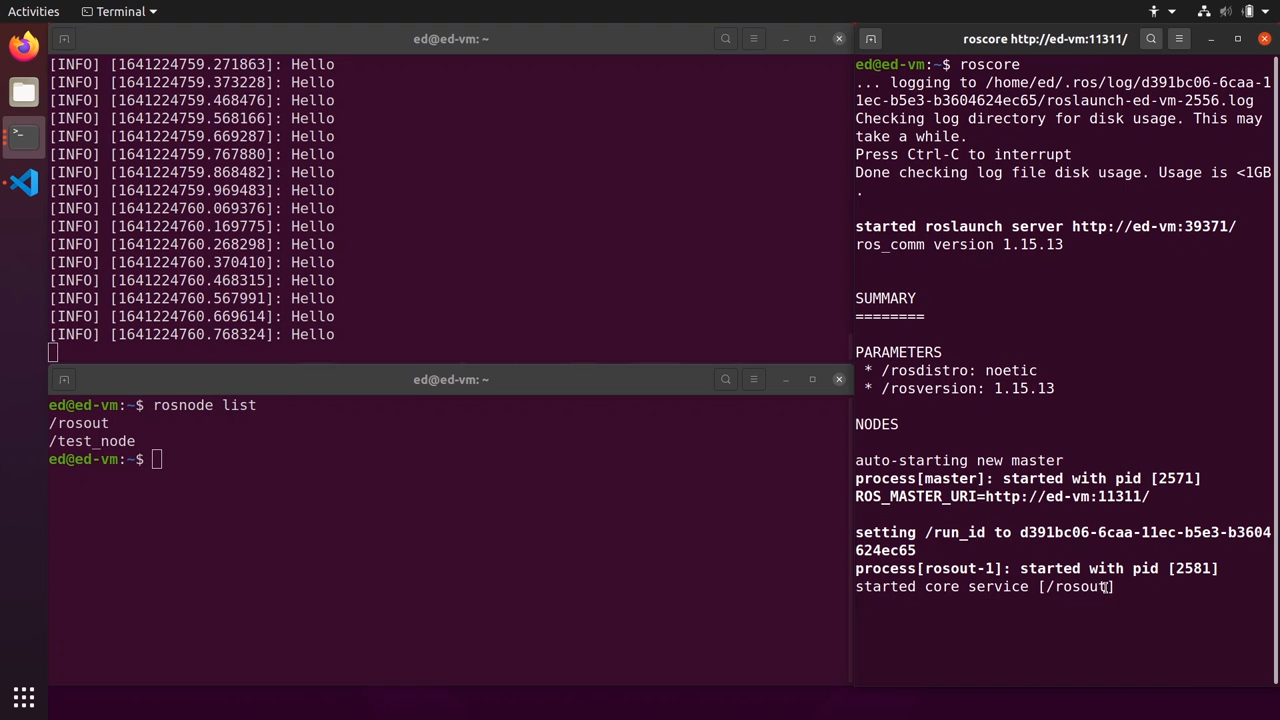 Activities
Terminal
ed@ed-vm: ~
[INFO] [1641224759.271863]: Hello
[INFO] [1641224759.373228]: Hello
[INFO] [1641224759.468476]: Hello
[INFO] [1641224759.568166]: Hello
[INFO] [1641224759.669287]: Hello
[INFO] [1641224759.767880]: Hello
[INFO] [1641224759.868482]: Hello
[INFO] [1641224759.969483]: Hello
[INFO] [1641224760.069376]: Hello
[INFO] [1641224760.169775]: Hello
[INFO] [1641224760.268298]: Hello
[INFO] [1641224760.370410]: Hello
[INFO] [1641224760.468315]: Hello
[INFO] [1641224760.567991]: Hello
[INFO] [1641224760.669614]: Hello
[INFO] [1641224760.768324]: Hello
ed@ed-vm: ~
ed@ed-vm:~$ rosnode list
/rosout
/test_node
ed@ed-vm:~$
roscore http://ed-vm:11311/
ed@ed-vm:~$ roscore
... logging to /home/ed/.ros/log/d391bc06-6caa-1
1ec-b5e3-b3604624ec65/roslaunch-ed-vm-2556.log
Checking log directory for disk usage. This may
take a while.
Press Ctrl-C to interrupt
Done checking log file disk usage. Usage is <1GB
.
started roslaunch server http://ed-vm:39371/
ros_comm version 1.15.13
SUMMARY
========
PARAMETERS
* /rosdistro: noetic
* /rosversion: 1.15.13
NODES
auto-starting new master
process[master]: started with pid [2571]
ROS_MASTER_URI=http://ed-vm:11311/
setting /run_id to d391bc06-6caa-11ec-b5e3-b3604
624ec65
process[rosout-1]: started with pid [2581]
started core service [/rosout]